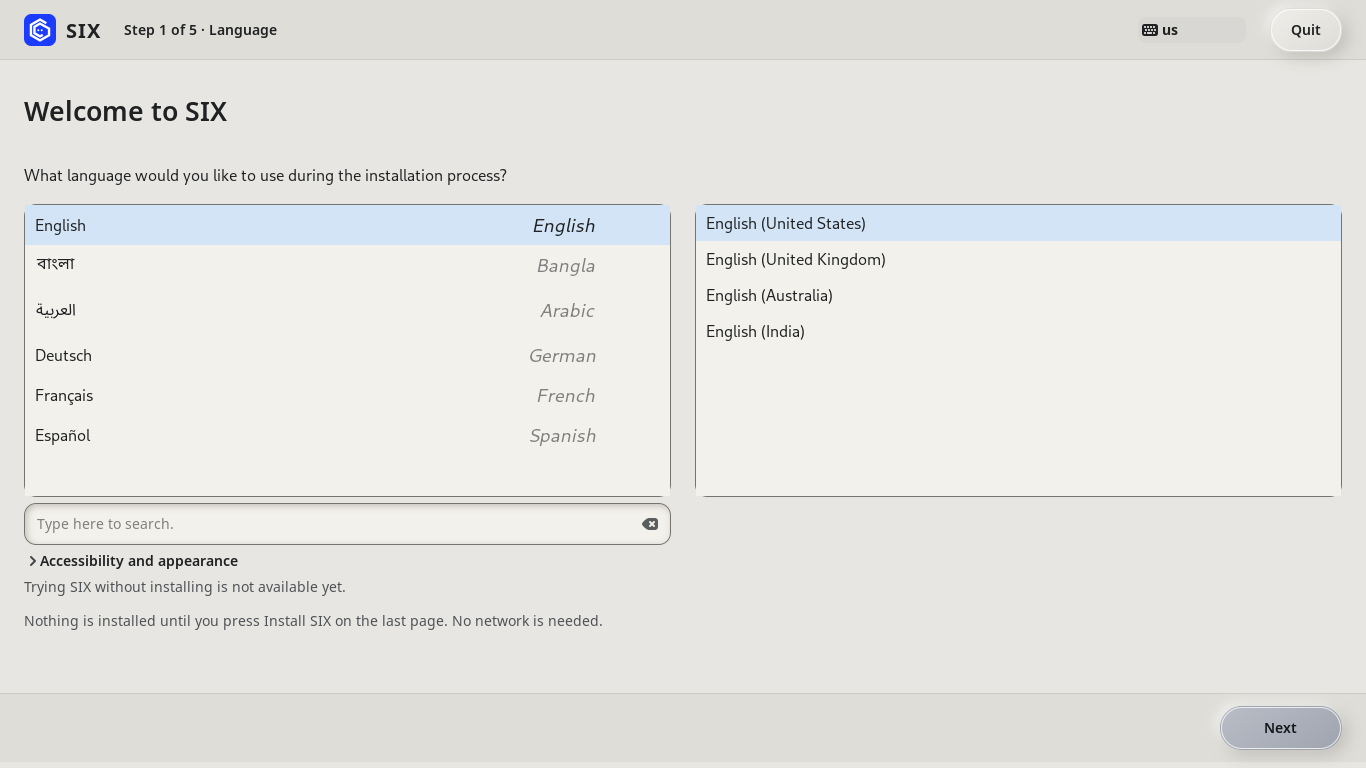 SIX
Step 1 of 5 · Language
us
Quit
Welcome to SIX
What language would you like to use during the installation process?
English English
বাংলা Bangla
العربية Arabic
Deutsch German
Français French
Español Spanish
English (United States)
English (United Kingdom)
English (Australia)
English (India)
Type here to search.
Accessibility and appearance
Trying SIX without installing is not available yet.
Nothing is installed until you press Install SIX on the last page. No network is needed.
Next